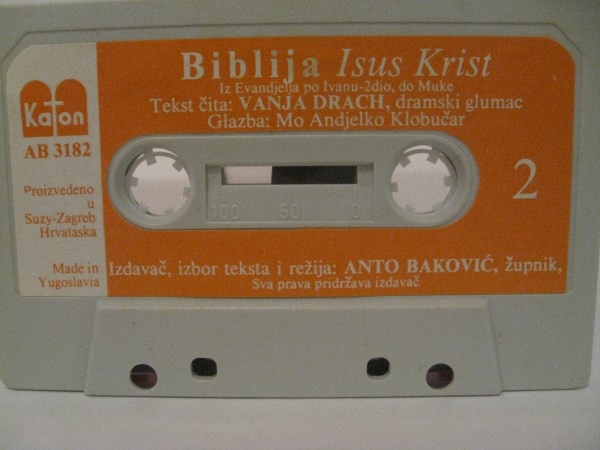 Biblija Isus Krist
Iz Evandjelja po Ivanu-2dio, do Muke
Tekst čita: VANJA DRACH, dramski glumac
Glazba: Mo Andjelko Klobučar
Katon
AB 3182
2
100 50 0
Proizvedeno
u
Suzy-Zagreb
Hrvataska
Made in
Yugoslavia
Izdavač, izbor teksta i režija: ANTO BAKOVIĆ, župnik,
Sva prava pridržava izdavač